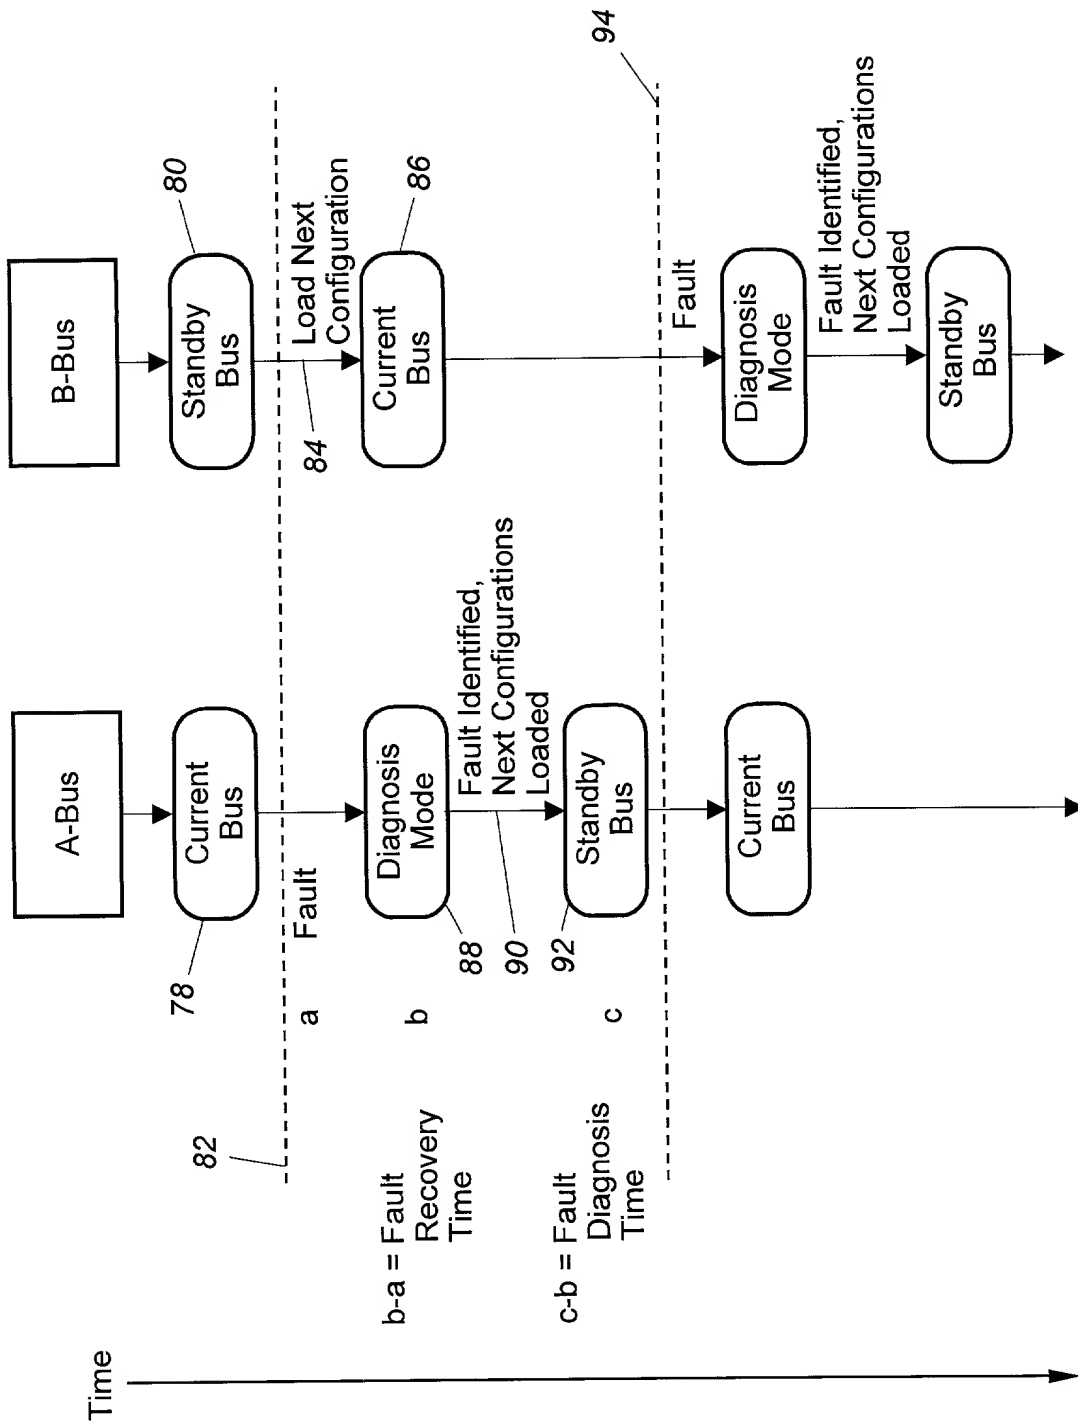 Time
A-Bus
B-Bus
78
Current
Bus
Standby
Bus
80
82
a
Fault
84
Load Next
Configuration
b-a = Fault
Recovery
Time
b
Diagnosis
Mode
88
Current
Bus
86
90
Fault Identified,
Next Configurations
Loaded
c-b = Fault
Diagnosis
Time
c
92
Standby
Bus
94
Fault
Current
Bus
Diagnosis
Mode
Fault Identified,
Next Configurations
Loaded
Standby
Bus